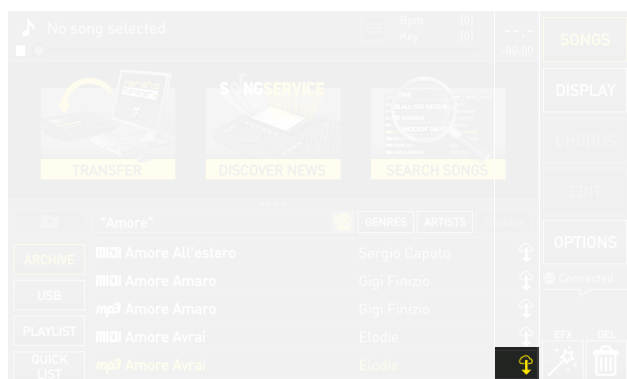 No song selected
Bpm [0]
Key [0]
--.-
-00:00
SONGS
SONGSERVICE
DISPLAY
CHORDS
TRANSFER
DISCOVER NEWS
SEARCH SONGS
EDIT
"Amore"
GENRES
ARTISTS
OPTIONS
ARCHIVE
MIDI Amore All'estero Sergio Caputo
Connected
USB
MIDI Amore Amaro Gigi Finizio
mp3 Amore Amaro Gigi Finizio
PLAYLIST
MIDI Amore Avrai Elodie
EFX DEL
QUICK LIST
mp3 Amore Avrai Elodie